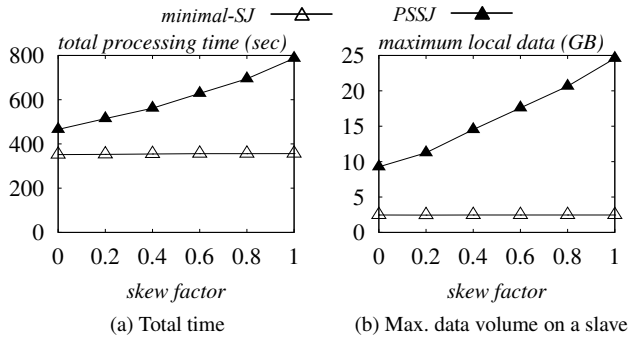 minimal-SJ PSSJ
total processing time (sec)
800
600
400
200
0
0 0.2 0.4 0.6 0.8 1
skew factor
(a) Total time
maximum local data (GB)
25
20
15
10
5
0
0 0.2 0.4 0.6 0.8 1
skew factor
(b) Max. data volume on a slave